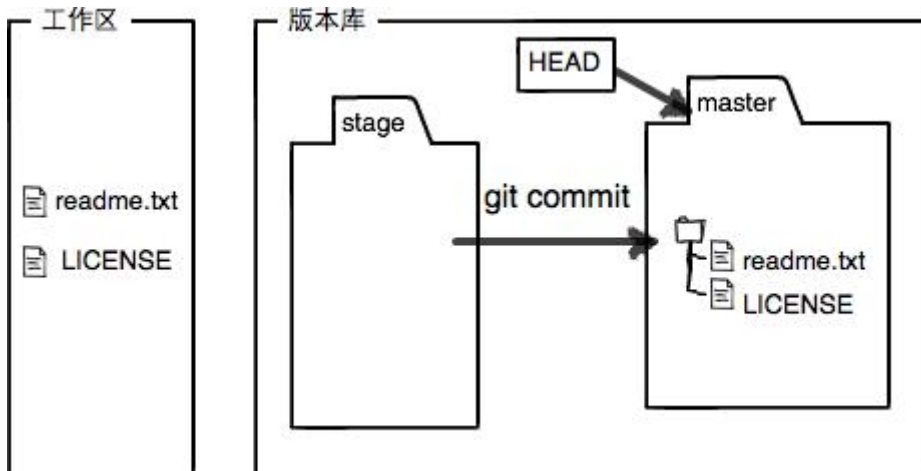 工作区
版本库
HEAD
stage
master
git commit
readme.txt
LICENSE
readme.txt
LICENSE